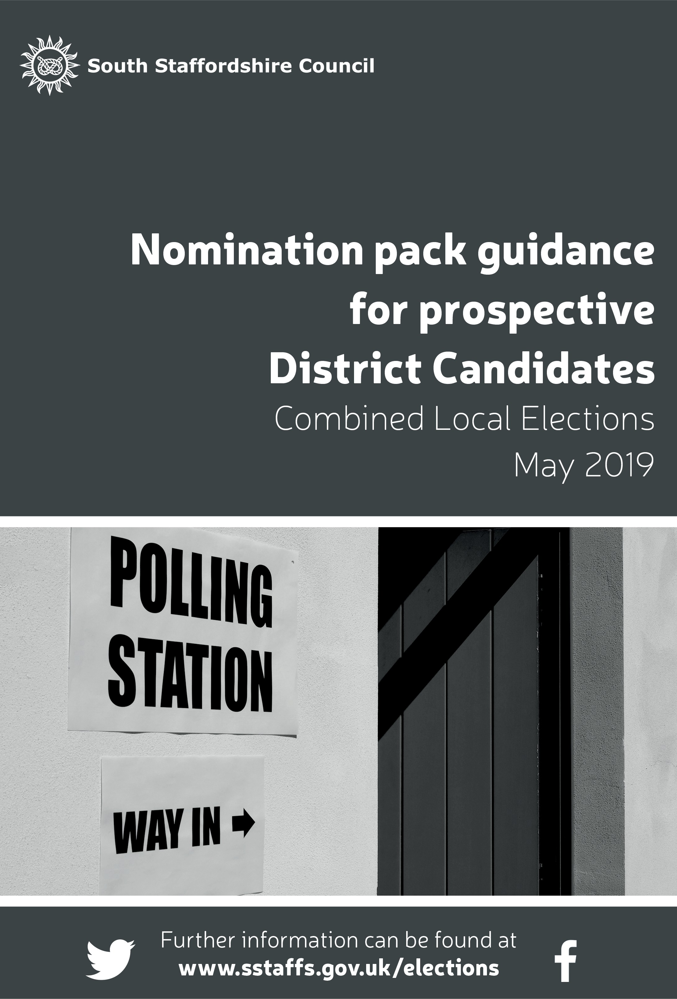 South Staffordshire Council
Nomination pack guidance
for prospective
District Candidates
Combined Local Elections
May 2019
POLLING
STATION
WAY IN
Further information can be found at
www.sstaffs.gov.uk/elections